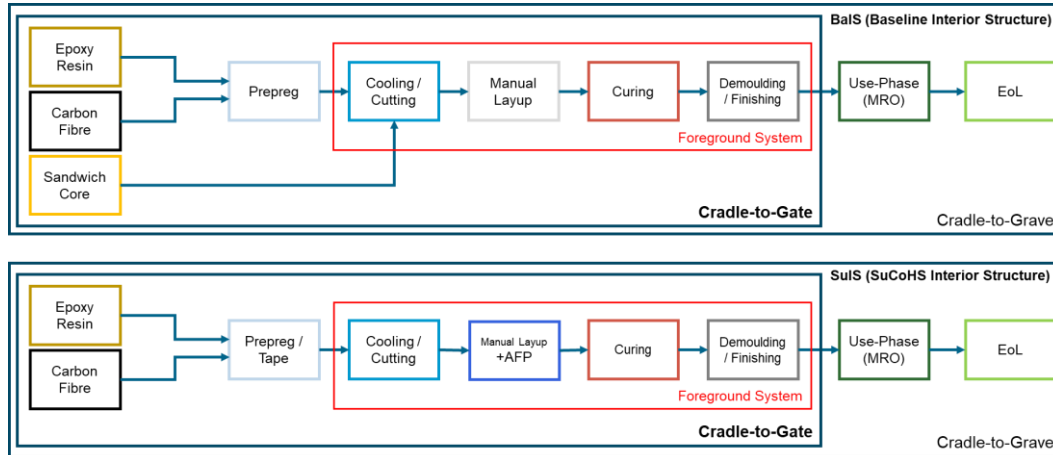 BaIS (Baseline Interior Structure)
Epoxy
Resin
Carbon
Fibre
Sandwich
Core
Prepreg
Cooling /
Cutting
Manual
Layup
Curing
Demoulding
/ Finishing
Use-Phase
(MRO)
EoL
Foreground System
Cradle-to-Gate
Cradle-to-Grave
SuIS (SuCoHS Interior Structure)
Epoxy
Resin
Carbon
Fibre
Prepreg /
Tape
Cooling /
Cutting
Manual Layup
+AFP
Curing
Demoulding
/ Finishing
Use-Phase
(MRO)
EoL
Foreground System
Cradle-to-Gate
Cradle-to-Grave